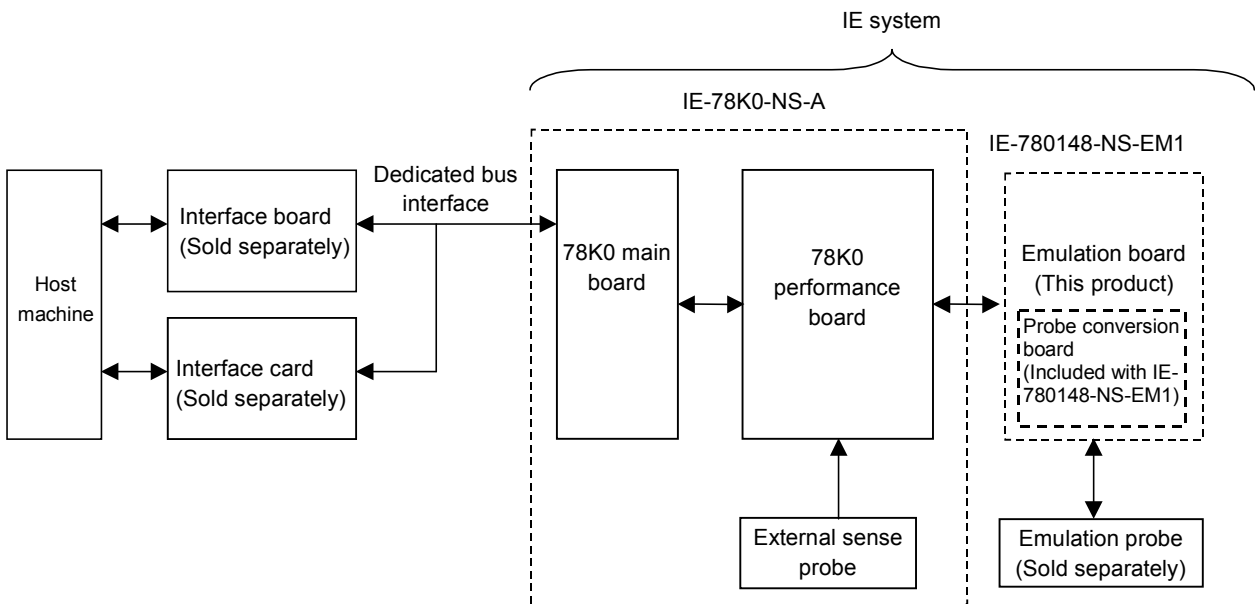 IE system
IE-78K0-NS-A
IE-780148-NS-EM1
Host
machine
Interface board
(Sold separately)
Interface card
(Sold separately)
Dedicated bus
interface
78K0 main
board
78K0
performance
board
Emulation board
(This product)
Probe conversion
board
(Included with IE-
780148-NS-EM1)
External sense
probe
Emulation probe
(Sold separately)